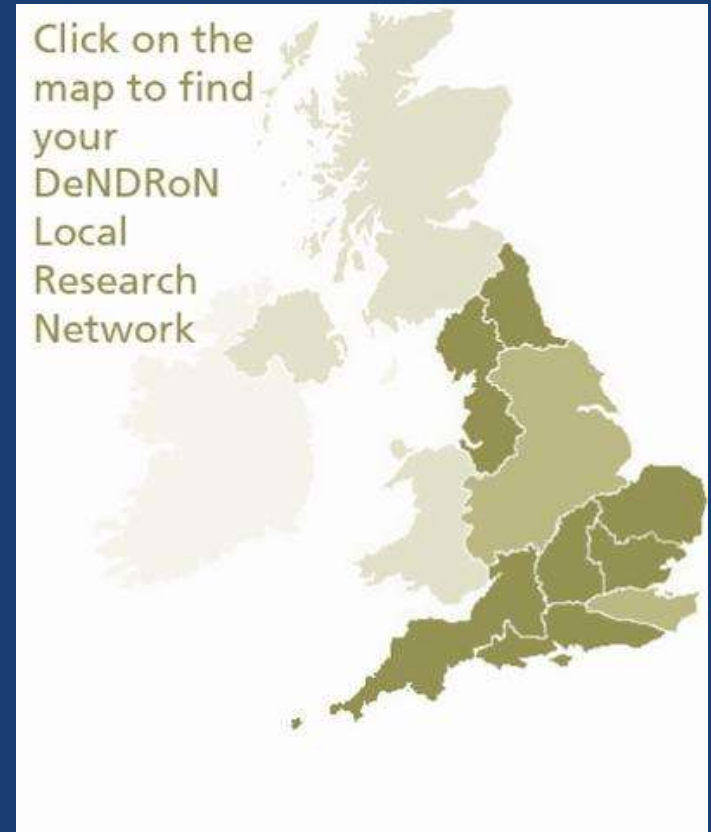 Click on the
map to find
your
DeNDRoN
Local
Research
Network